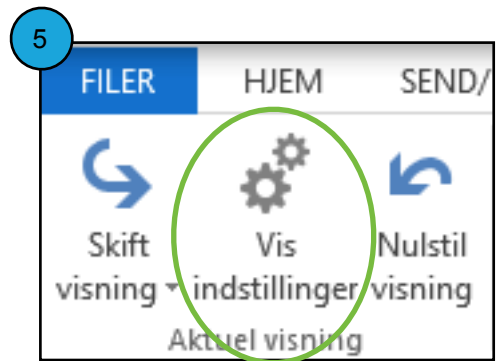 5
FILER HJEM SEND/
Skift Vis Nulstil
visning indstillinger visning
Aktuel visning